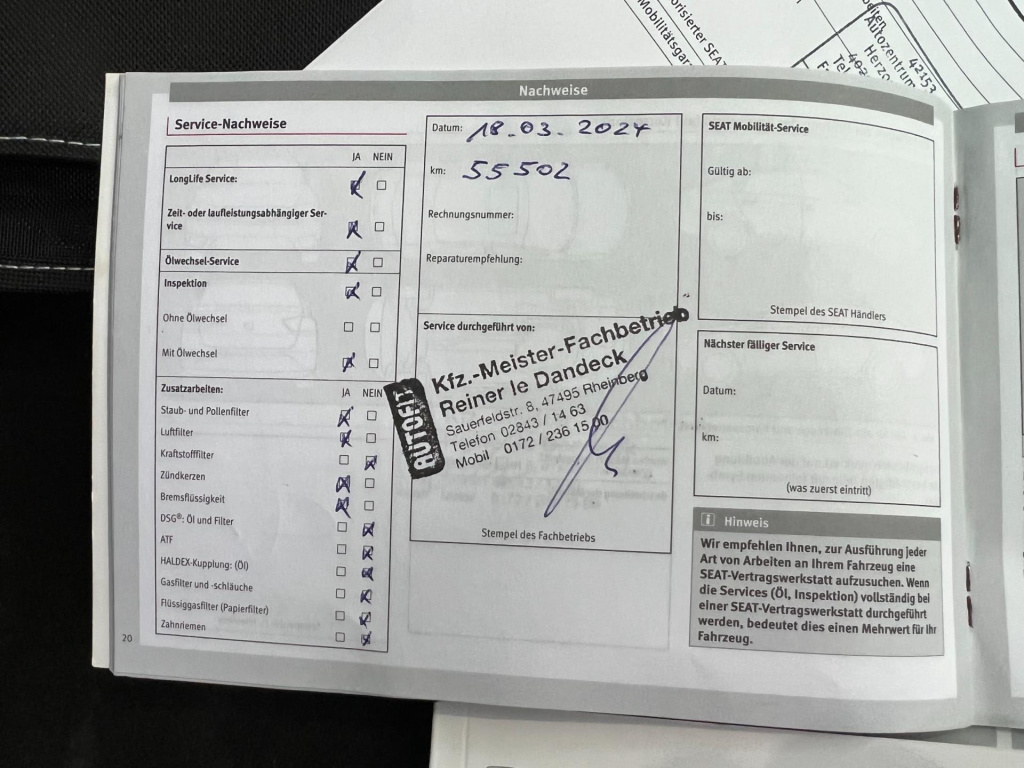 orisierter SEAT
Mobilitätsgar
Autozentrum
Herzo
42157
Nachweise
Service-Nachweise
JA NEIN
LongLife Service:
Zeit- oder laufleistungsabhängiger Ser-
vice
Ölwechsel-Service
Inspektion
Ohne Ölwechsel
Mit Ölwechsel
Zusatzarbeiten: JA NEIN
Staub- und Pollenfilter
Luftfilter
Kraftstofffilter
Zündkerzen
Bremsflüssigkeit
DSG®: Öl und Filter
ATF
HALDEX-Kupplung: (Öl)
Gasfilter und -schläuche
Flüssiggasfilter (Papierfilter)
Zahnriemen
20
Datum: 18.03.2024
km: 55502
Rechnungsnummer:
Reparaturempfehlung:
Service durchgeführt von:
AUTOFIT
Kfz.-Meister-Fachbetrieb
Reiner le Dandeck
Sauerfeldstr. 8, 47495 Rheinberg
Telefon 02843 / 14 63
Mobil 0172 / 236 15 00
Stempel des Fachbetriebs
SEAT Mobilität-Service
Gültig ab:
bis:
Stempel des SEAT Händlers
Nächster fälliger Service
Datum:
km:
(was zuerst eintritt)
i Hinweis
Wir empfehlen Ihnen, zur Ausführung jeder
Art von Arbeiten an Ihrem Fahrzeug eine
SEAT-Vertragswerkstatt aufzusuchen. Wenn
die Services (Öl, Inspektion) vollständig bei
einer SEAT-Vertragswerkstatt durchgeführt
werden, bedeutet dies einen Mehrwert für Ihr
Fahrzeug.